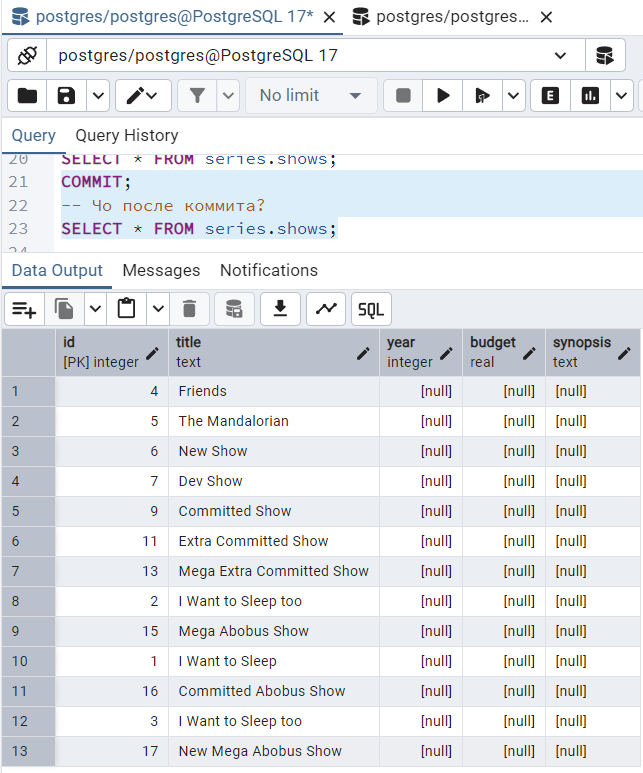 postgres/postgres@PostgreSQL 17*
postgres/postgres...
postgres/postgres@PostgreSQL 17
No limit
E
Query Query History
20 SELECT * FROM series.shows;
21 COMMIT;
22 -- Чо после коммита?
23 SELECT * FROM series.shows;
24
Data Output Messages Notifications
SQL
id title year budget synopsis
[PK] integer text integer real text
1 4 Friends [null] [null] [null]
2 5 The Mandalorian [null] [null] [null]
3 6 New Show [null] [null] [null]
4 7 Dev Show [null] [null] [null]
5 9 Committed Show [null] [null] [null]
6 11 Extra Committed Show [null] [null] [null]
7 13 Mega Extra Committed Show [null] [null] [null]
8 2 I Want to Sleep too [null] [null] [null]
9 15 Mega Abobus Show [null] [null] [null]
10 1 I Want to Sleep [null] [null] [null]
11 16 Committed Abobus Show [null] [null] [null]
12 3 I Want to Sleep too [null] [null] [null]
13 17 New Mega Abobus Show [null] [null] [null]